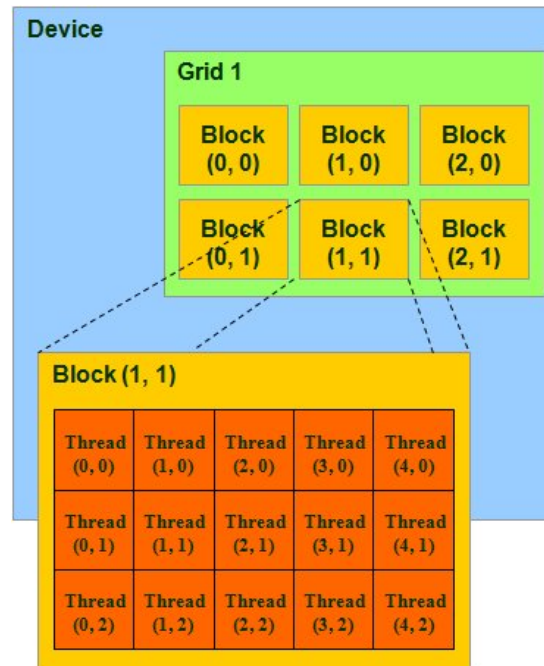 Device
Grid 1
Block Block Block
(0, 0) (1, 0) (2, 0)
Block Block Block
(0, 1) (1, 1) (2, 1)
Block (1, 1)
Thread Thread Thread Thread Thread
(0, 0) (1, 0) (2, 0) (3, 0) (4, 0)
Thread Thread Thread Thread Thread
(0, 1) (1, 1) (2, 1) (3, 1) (4, 1)
Thread Thread Thread Thread Thread
(0, 2) (1, 2) (2, 2) (3, 2) (4, 2)